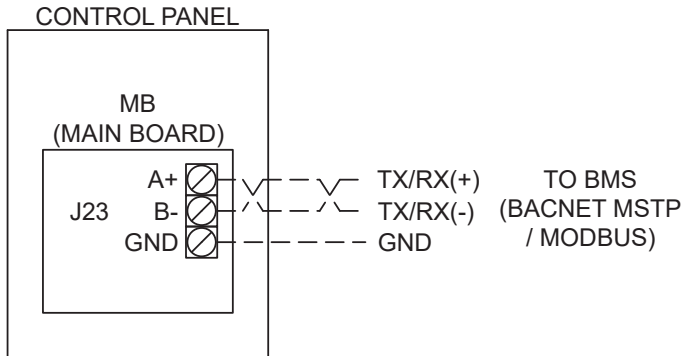 CONTROL PANEL
MB
(MAIN BOARD)
J23
A+
B-
GND
TX/RX(+)
TX/RX(-)
GND
TO BMS
(BACNET MSTP
/ MODBUS)